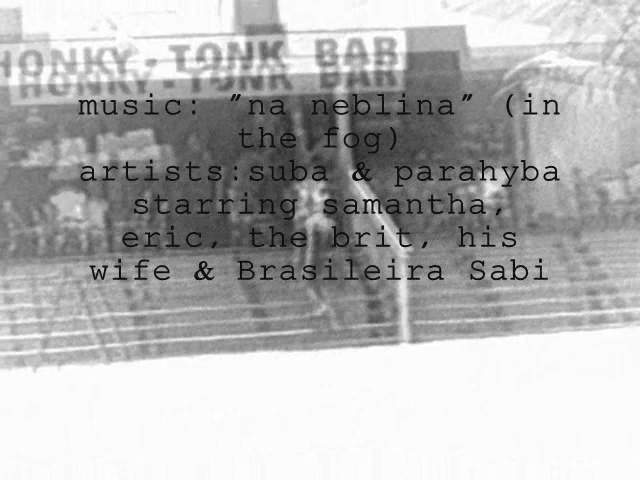 HONKY-TONK BAR
HONKY-TONK BAR
music: "na neblina" (in
the fog)
artists:suba & parahyba
starring samantha,
eric, the brit, his
wife & Brasileira Sabi